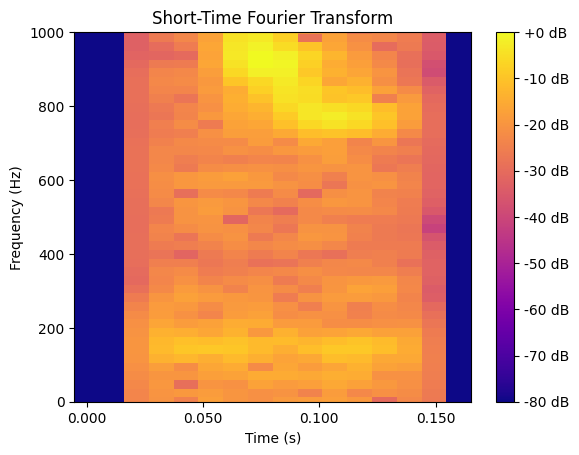 Short-Time Fourier Transform
1000
800
600
400
200
0
Frequency (Hz)
0.000
0.050
0.100
0.150
Time (s)
+0 dB
-10 dB
-20 dB
-30 dB
-40 dB
-50 dB
-60 dB
-70 dB
-80 dB